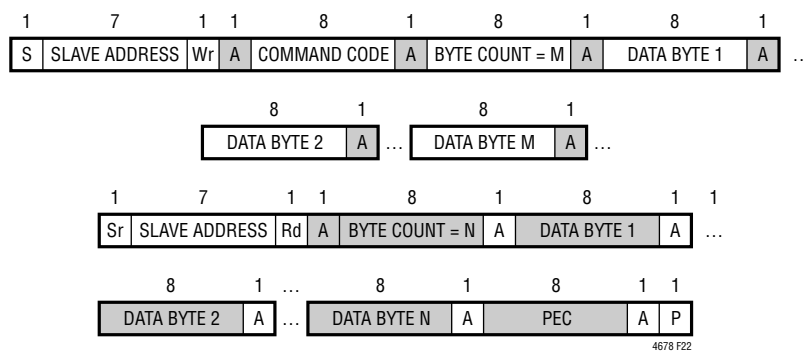 1 7 1 1 8 1 8 1 8 1
S SLAVE ADDRESS Wr A COMMAND CODE A BYTE COUNT = M A DATA BYTE 1 A …
8 1 8 1
DATA BYTE 2 A … DATA BYTE M A …
1 7 1 1 8 1 8 1 1
Sr SLAVE ADDRESS Rd A BYTE COUNT = N A DATA BYTE 1 A …
8 1 … 8 1 8 1 1
DATA BYTE 2 A … DATA BYTE N A PEC A P
4678 F22